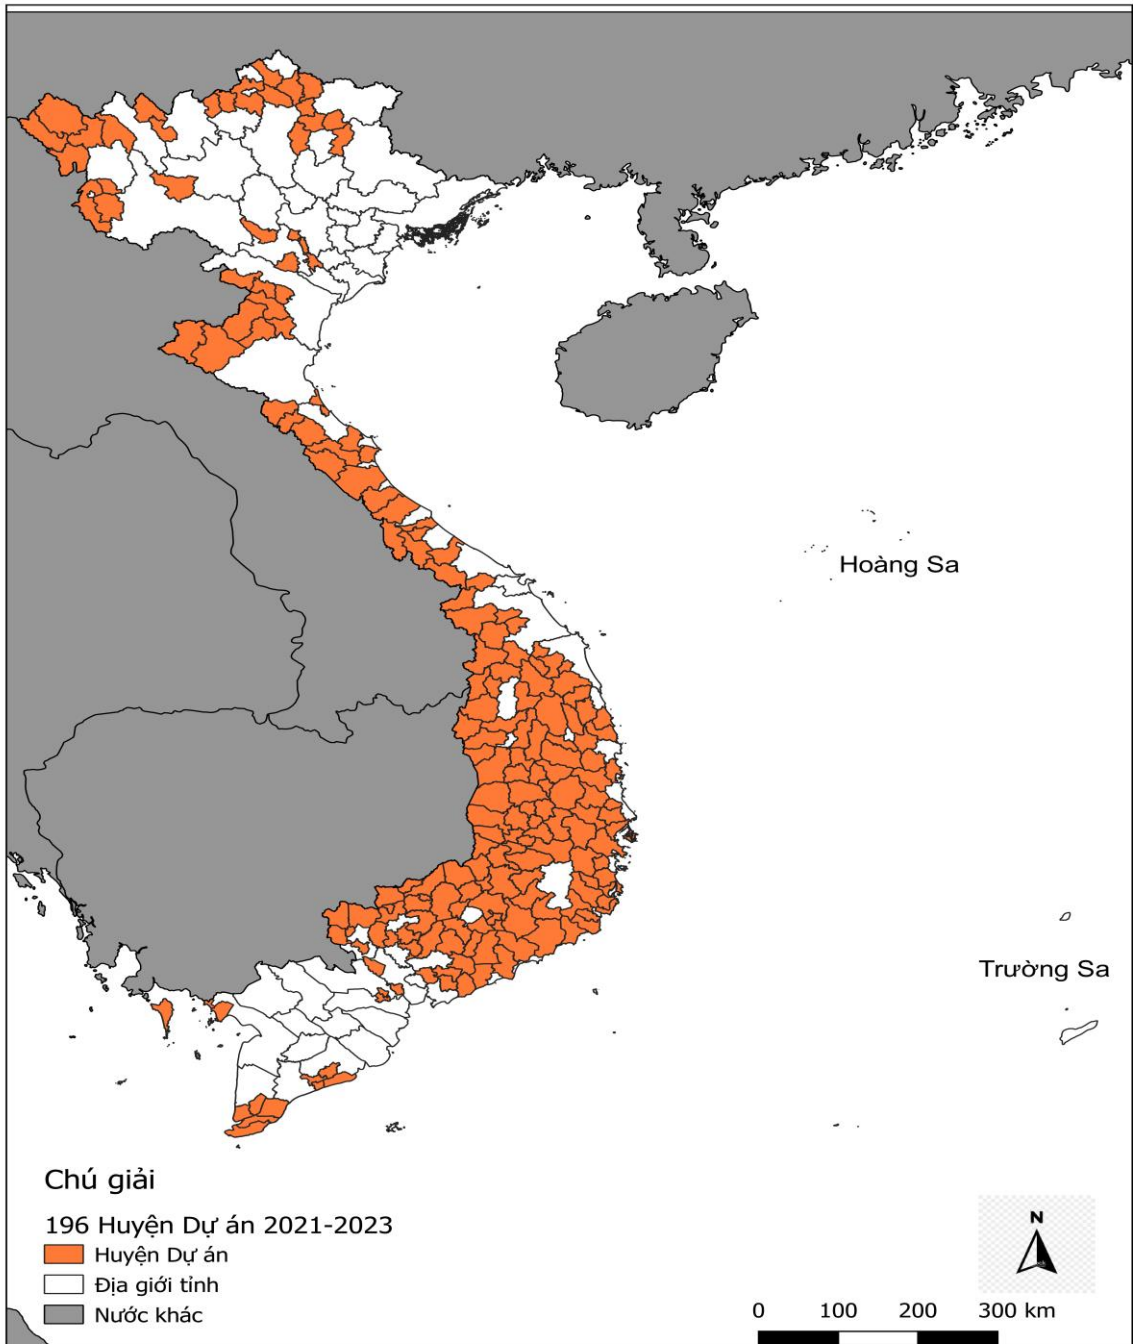 Hoàng Sa
Trường Sa
Chú giải
196 Huyện Dự án 2021-2023
Huyện Dự án
Địa giới tỉnh
Nước khác
N
0 100 200 300 km